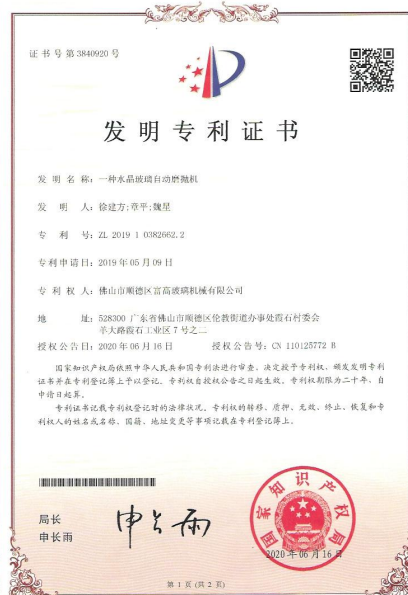 证书号第3840920号
发明专利证书
发明名称：一种水晶玻璃自动磨抛机
发明人：徐建方;章平;魏星
专利号：ZL 2019 1 0382662.2
专利申请日：2019年05月09日
专利权人：佛山市顺德区富高玻璃机械有限公司
地址：528300 广东省佛山市顺德区伦教街道办事处霞石村委会
羊大路霞石工业区7号之二
授权公告日：2020年06月16日 授权公告号：CN 110125772 B
国家知识产权局依照中华人民共和国专利法进行审查，决定授予专利权，颁发发明专利
证书并在专利登记簿上予以登记。专利权自授权公告之日起生效。专利权期限为二十年，自
申请日起算。
专利证书记载专利权登记时的法律状况。专利权的转移、质押、无效、终止、恢复和专
利权人的姓名或名称、国籍、地址变更等事项记载在专利登记簿上。
局长
申长雨
申长雨
国家知识产权局
2020年06月16日
第1页(共2页)